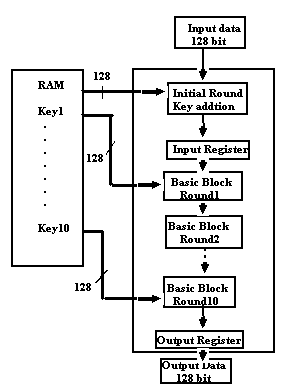 Input data
128 bit
RAM
128
Initial Round
Key addtion
Key1
128
Input Register
Basic Block
Round1
Basic Block
Round2
Key10
128
Basic Block
Round10
Output Register
Output Data
128 bit